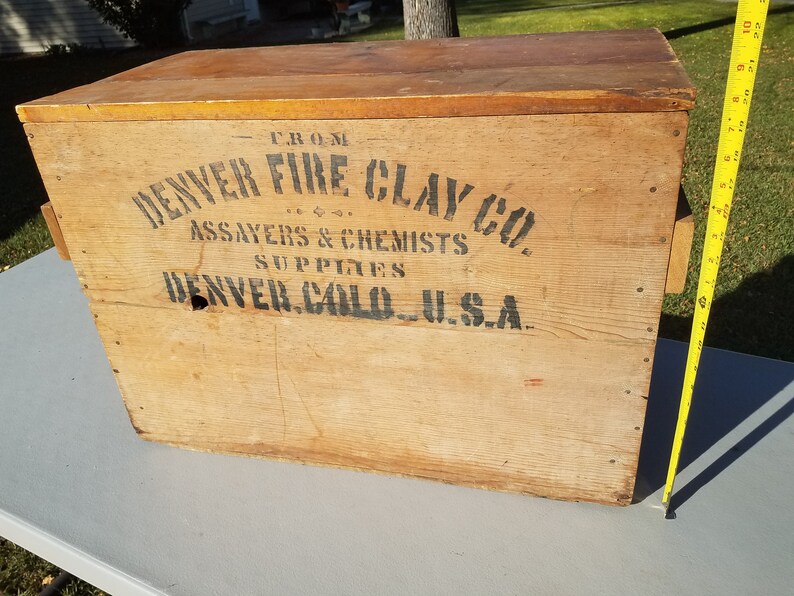 FROM
DENVER FIRE CLAY CO.
ASSAYERS & CHEMISTS
SUPPLIES
DENVER, COLO., U.S.A.